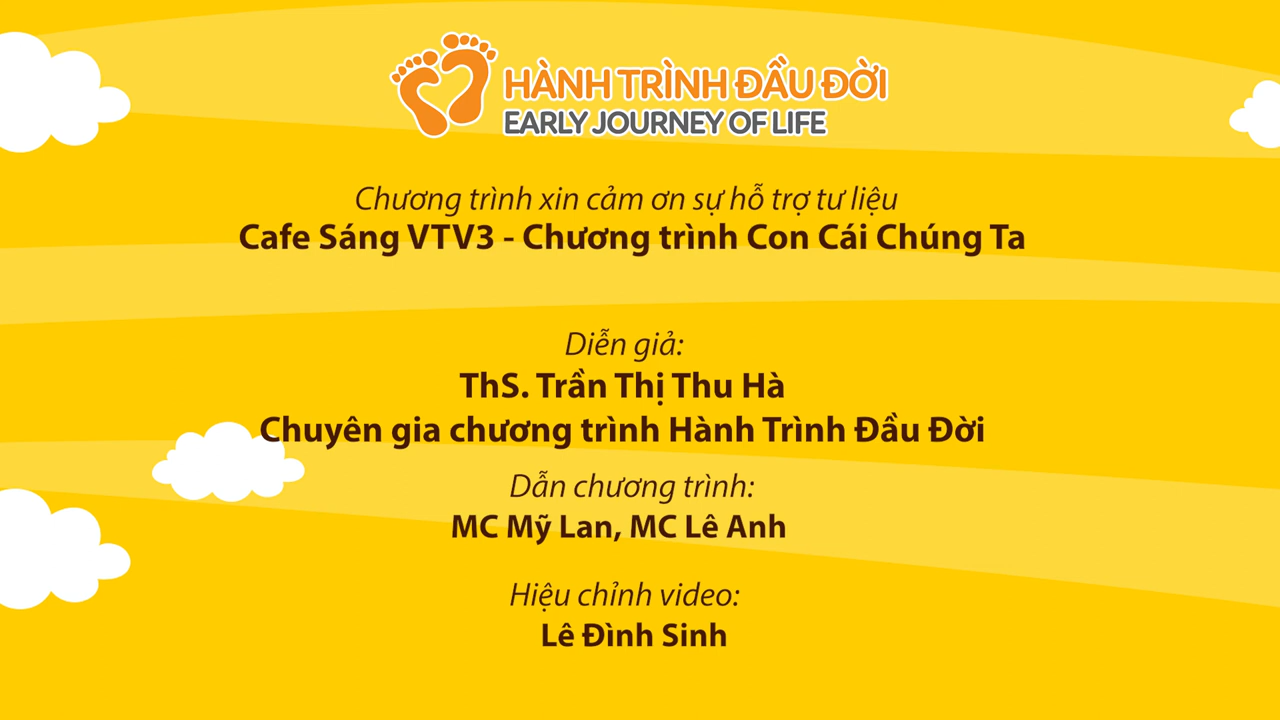 HÀNH TRÌNH ĐẦU ĐỜI
EARLY JOURNEY OF LIFE
Chương trình xin cảm ơn sự hỗ trợ tư liệu
Cafe Sáng VTV3 - Chương trình Con Cái Chúng Ta
Diễn giả:
ThS. Trần Thị Thu Hà
Chuyên gia chương trình Hành Trình Đầu Đời
Dẫn chương trình:
MC Mỹ Lan, MC Lê Anh
Hiệu chỉnh video:
Lê Đình Sinh